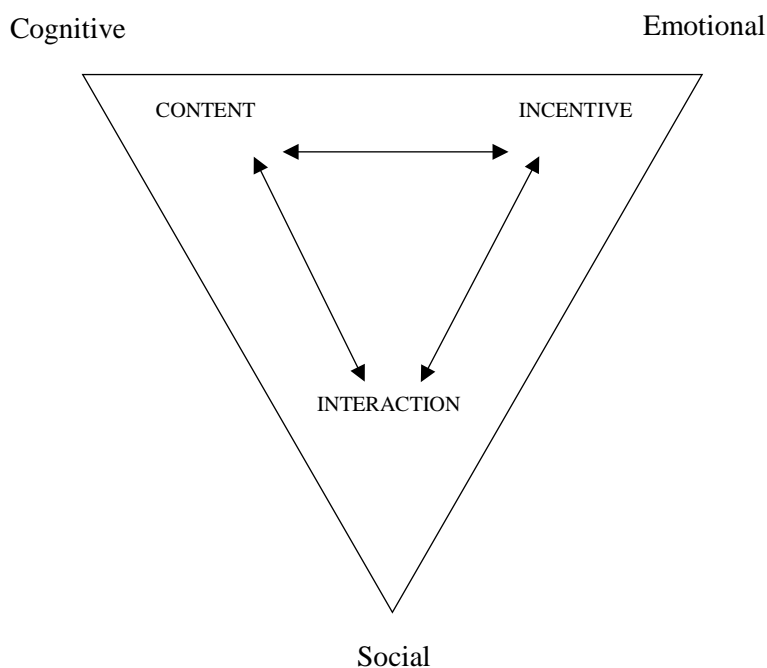 Cognitive
Emotional
CONTENT
INCENTIVE
INTERACTION
Social